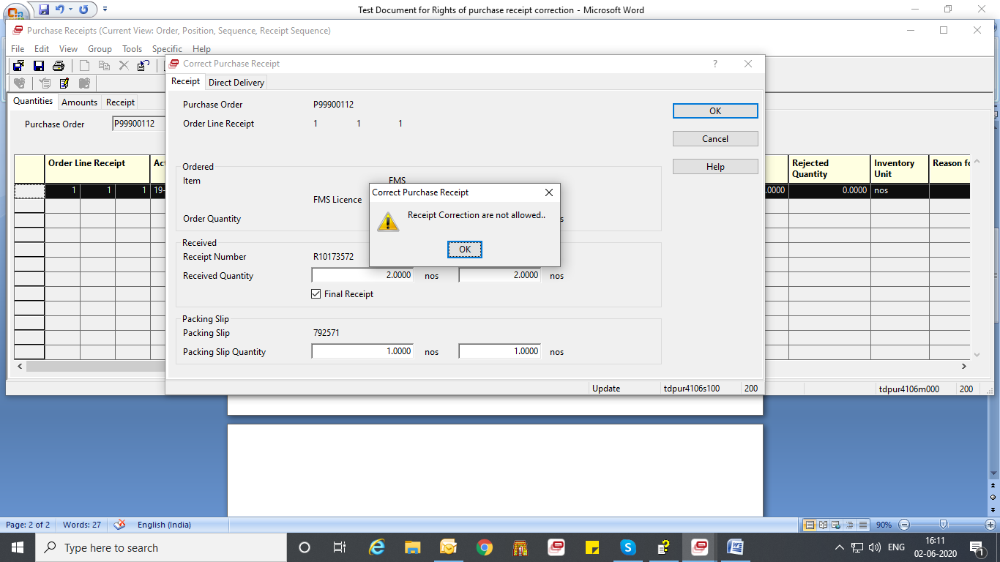 Test Document for Rights of purchase receipt correction - Microsoft Word
Purchase Receipts (Current View: Order, Position, Sequence, Receipt Sequence)
File Edit View Group Tools Specific Help
Quantities Amounts Receipt
Purchase Order P99900112
Order Line Receipt
Rejected Quantity
Inventory Unit
1 1 1 19-
.0000 0.0000 nos
Correct Purchase Receipt
?
Receipt Direct Delivery
Purchase Order P99900112
Order Line Receipt 1 1 1
OK
Cancel
Help
Ordered
Item FMS
FMS Licence
Order Quantity
Received
Receipt Number R10173572
Received Quantity 2.0000 nos 2.0000 nos
Final Receipt
Packing Slip
Packing Slip 792571
Packing Slip Quantity 1.0000 nos 1.0000 nos
Update tdpur4106s100 200
Correct Purchase Receipt
Receipt Correction are not allowed..
OK
tdpur4106m000 200
Page: 2 of 2 Words: 27 English (India) 90%
Type here to search
ENG
16:11
02-06-2020
1